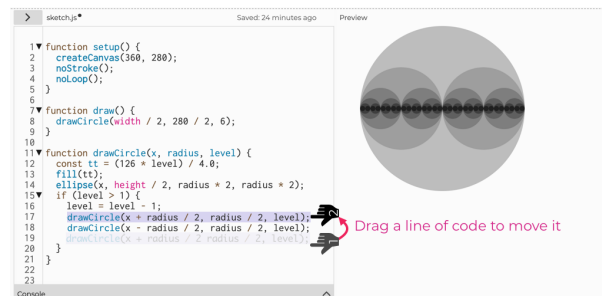 sketch.js Saved: 24 minutes ago Preview
1 function setup() {
2 createCanvas(360, 280);
3 noStroke();
4 noLoop();
5 }
6
7 function draw() {
8 drawCircle(width / 2, 280 / 2, 6);
9 }
10
11 function drawCircle(x, radius, level) {
12 const tt = (126 * level) / 4.0;
13 fill(tt);
14 ellipse(x, height / 2, radius * 2, radius * 2);
15 if (level > 1) {
16 level = level - 1;
17 drawCircle(x + radius / 2, radius / 2, level); 2
18 drawCircle(x - radius / 2, radius / 2, level); Drag a line of code to move it
19 drawCircle(x + radius / 2 radius / 2, level); 1
20 }
21 }
22
23
Console